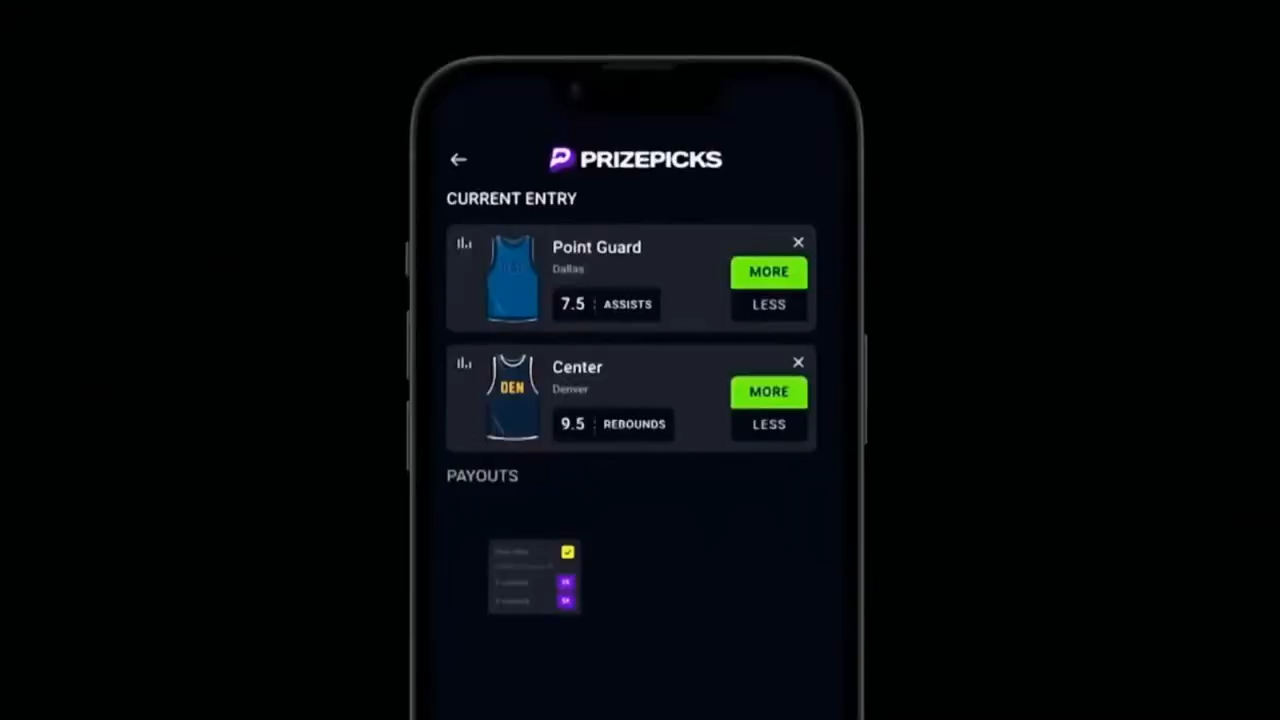 PRIZEPICKS
CURRENT ENTRY
Point Guard
Dallas
MORE
7.5 ASSISTS
LESS
Center
DEN
Denver
MORE
9.5 REBOUNDS
LESS
PAYOUTS